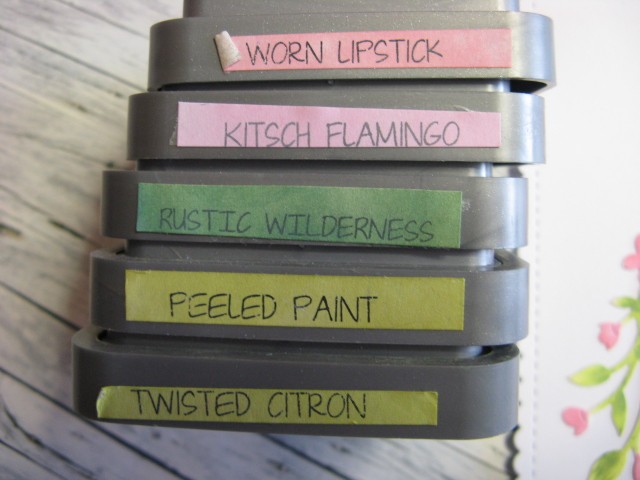 WORN LIPSTICK
KITSCH FLAMINGO
RUSTIC WILDERNESS
PEELED PAINT
TWISTED CITRON